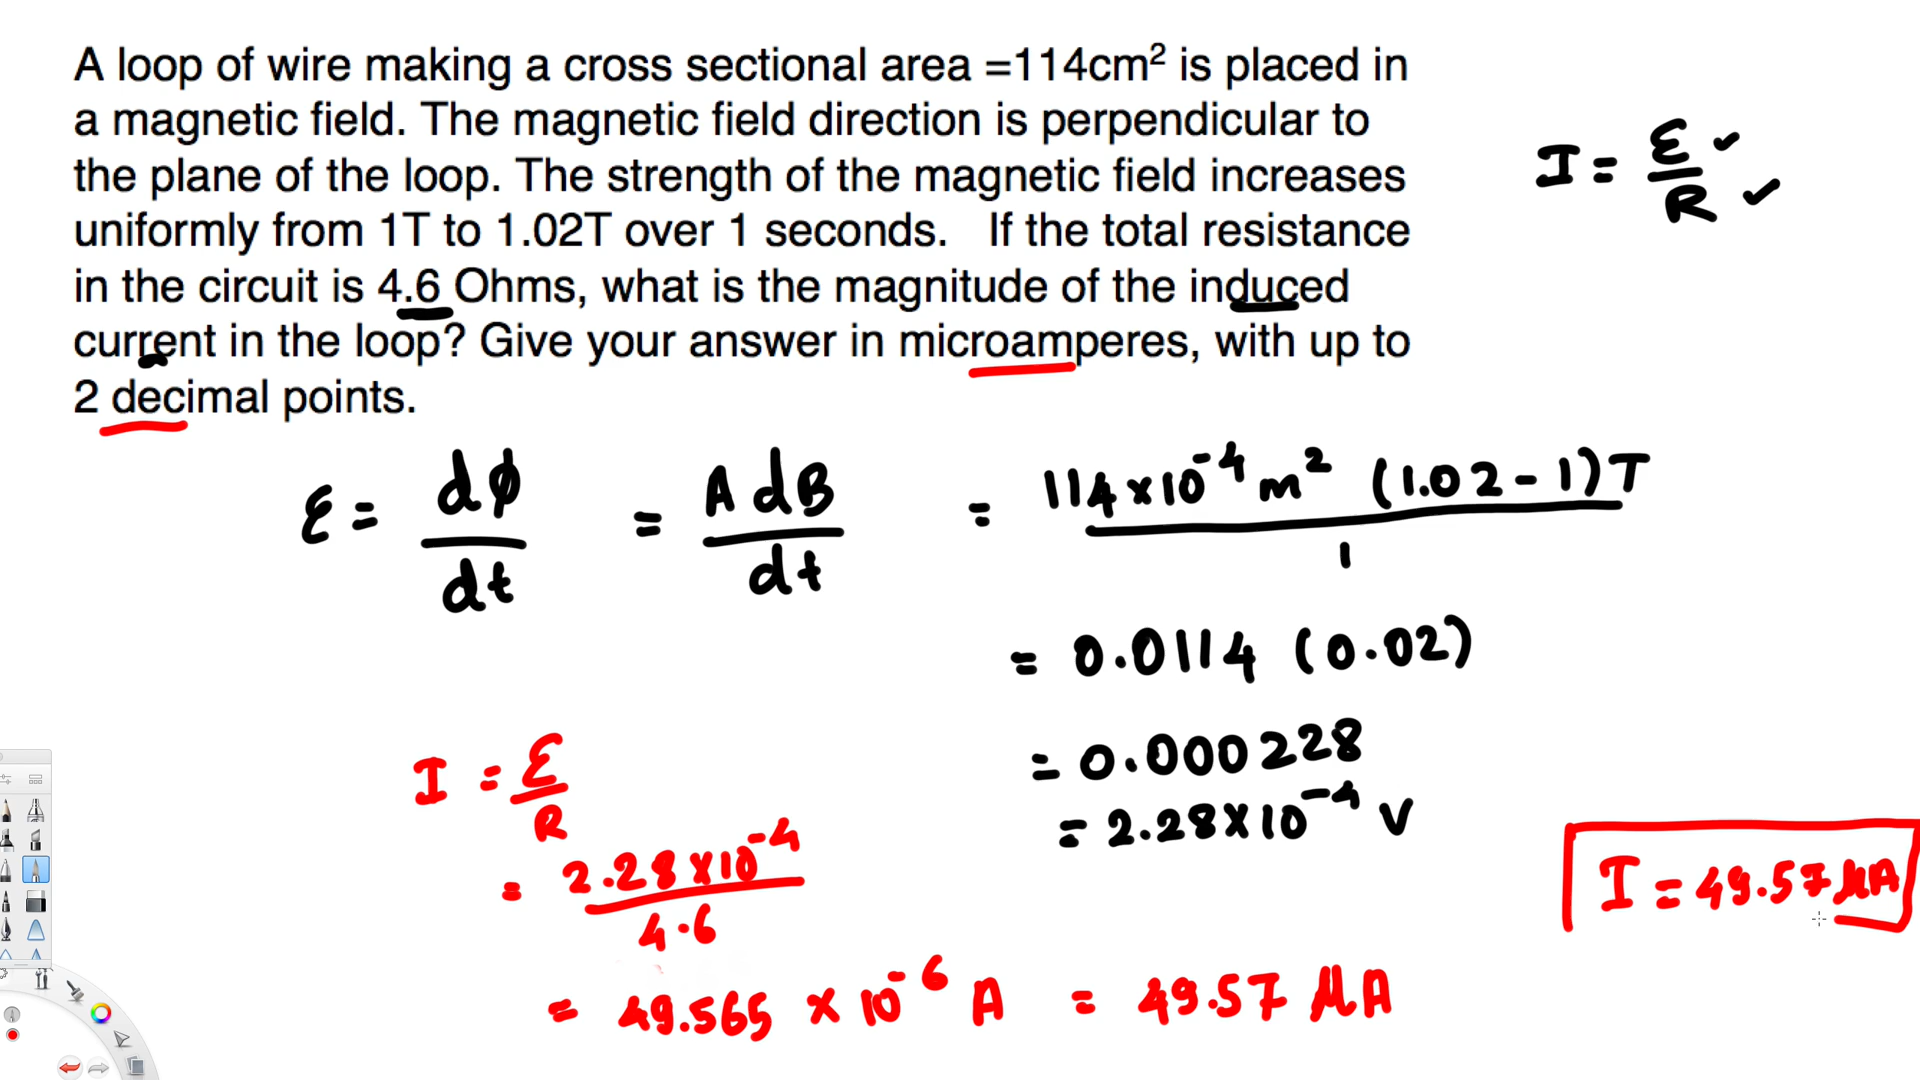 A loop of wire making a cross sectional area =114cm² is placed in
a magnetic field. The magnetic field direction is perpendicular to
the plane of the loop. The strength of the magnetic field increases
uniformly from 1T to 1.02T over 1 seconds. If the total resistance
in the circuit is 4.6 Ohms, what is the magnitude of the induced
current in the loop? Give your answer in microamperes, with up to
2 decimal points.
I = ℰ/R
ℰ = dϕ/dt = A dB/dt = 114×10⁻⁴ m² (1.02 - 1) T / 1
= 0.0114 (0.02)
= 0.000228
= 2.28×10⁻⁴ V
I = ℰ/R
= 2.28×10⁻⁴ / 4.6
= 49.565 × 10⁻⁶ A = 49.57 μA
I = 49.57 μA